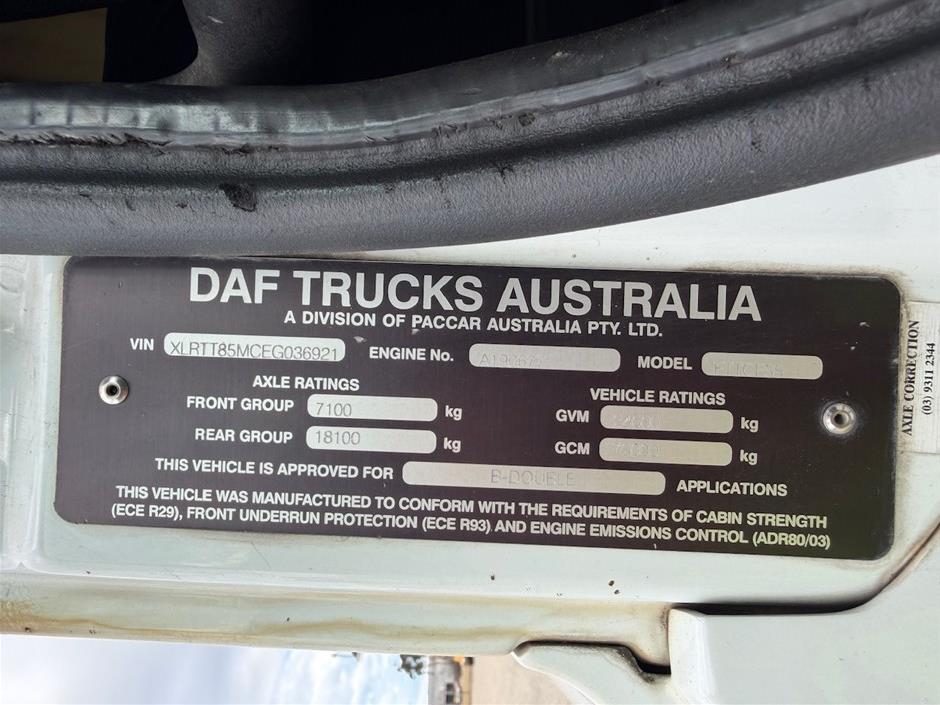 DAF TRUCKS AUSTRALIA
A DIVISION OF PACCAR AUSTRALIA PTY. LTD.
VIN XLRTT85MCEG036921 ENGINE No. MODEL
AXLE RATINGS VEHICLE RATINGS
FRONT GROUP 7100 kg GVM kg
REAR GROUP 18100 kg GCM kg
THIS VEHICLE IS APPROVED FOR B-DOUBLE APPLICATIONS
THIS VEHICLE WAS MANUFACTURED TO CONFORM WITH THE REQUIREMENTS OF CABIN STRENGTH
(ECE R29), FRONT UNDERRUN PROTECTION (ECE R93) AND ENGINE EMISSIONS CONTROL (ADR80/03)
AXLE CORRECTION
(03) 9311 2344